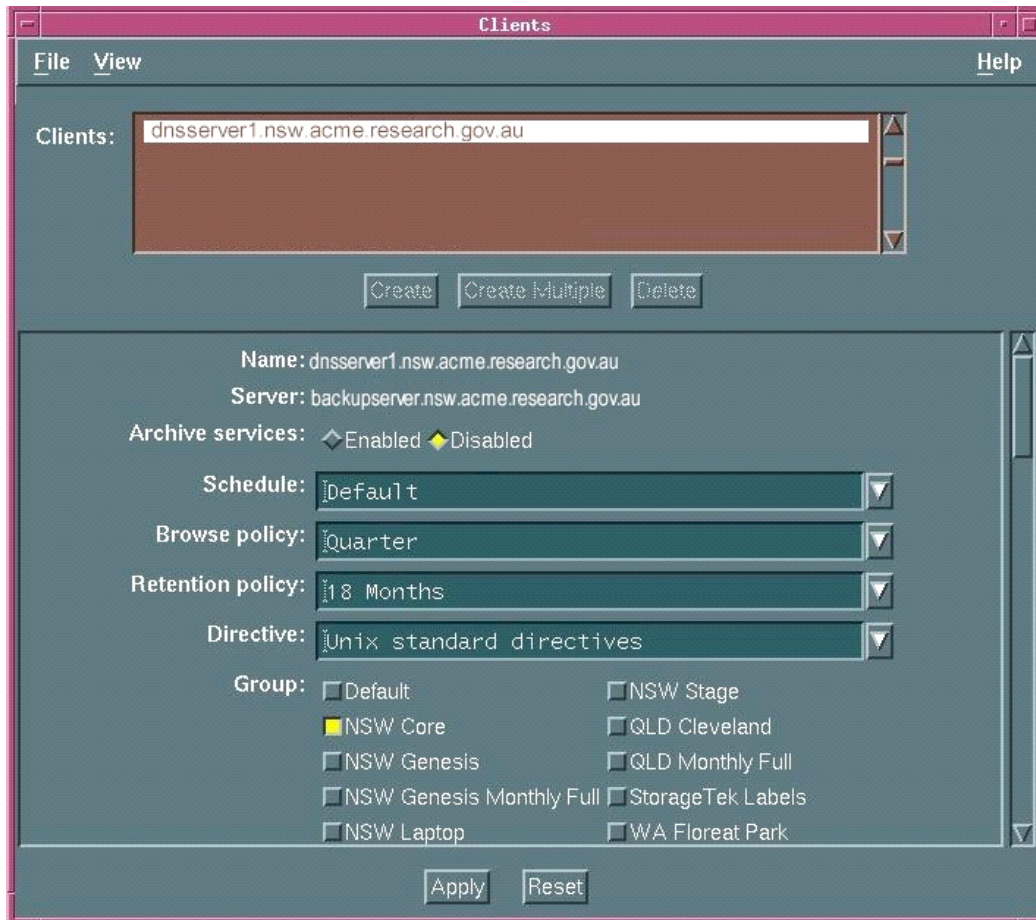 Clients
File View Help
Clients: dnsserver1.nsw.acme.research.gov.au
Create Create Multiple Delete
Name: dnsserver1.nsw.acme.research.gov.au
Server: backupserver.nsw.acme.research.gov.au
Archive services: Enabled Disabled
Schedule: Default
Browse policy: Quarter
Retention policy: 18 Months
Directive: Unix standard directives
Group: Default NSW Stage
NSW Core QLD Cleveland
NSW Genesis QLD Monthly Full
NSW Genesis Monthly Full StorageTek Labels
NSW Laptop WA Floreat Park
Apply Reset